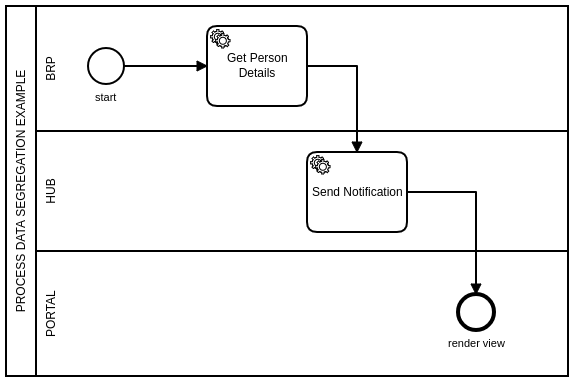 PROCESS DATA SEGREGATION EXAMPLE
BRP
start
Get Person
Details
HUB
Send Notification
PORTAL
render view